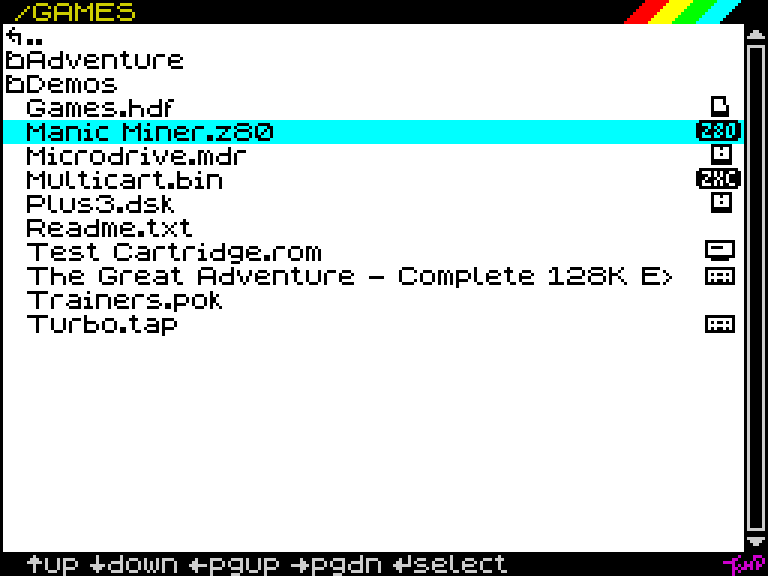 /GAMES
..
Adventure
Demos
Games.hdf
Manic Miner.z80 Z80
Microdrive.mdr
Multicart.bin ZXC
Plus3.dsk
Readme.txt
Test Cartridge.rom
The Great Adventure - Complete 128K E>
Trainers.pok
Turbo.tap
↑up ↓down ←pgup →pgdn ↵select